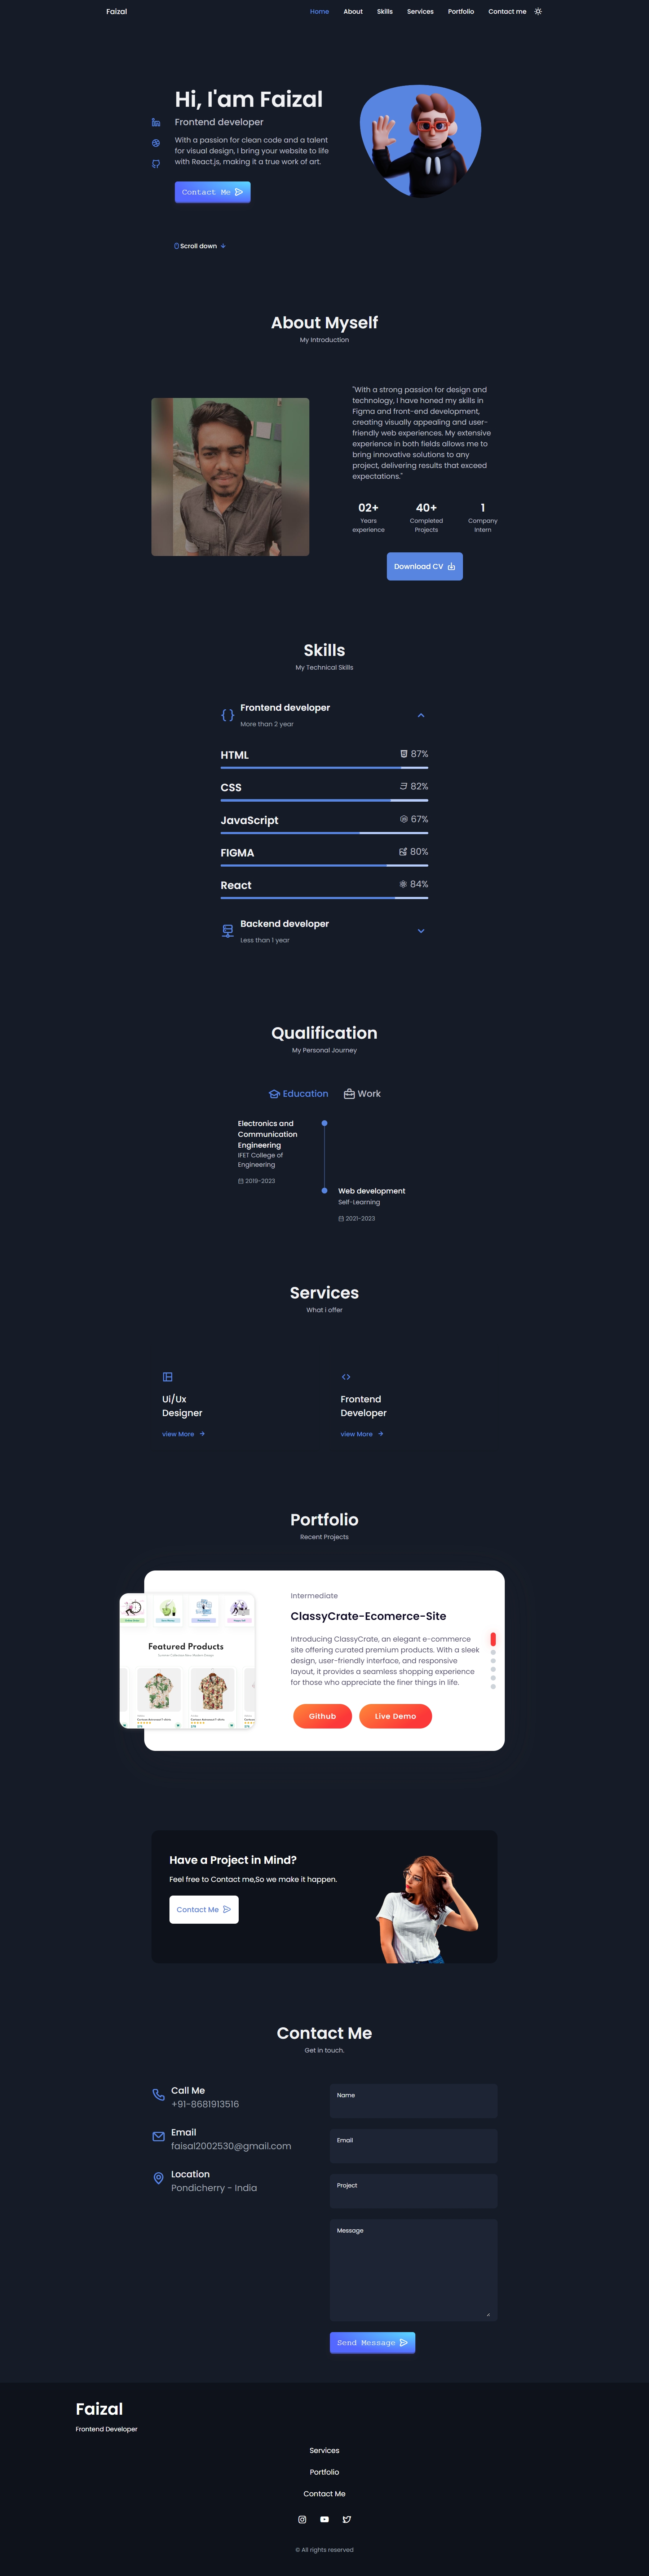 Faizal
Home
About
Skills
Services
Portfolio
Contact me
Hi, I'am Faizal
Frontend developer
With a passion for clean code and a talent
for visual design, I bring your website to life
with React.js, making it a true work of art.
Contact Me
Scroll down
About Myself
My Introduction
"With a strong passion for design and
technology, I have honed my skills in
Figma and front-end development,
creating visually appealing and user-
friendly web experiences. My extensive
experience in both fields allows me to
bring innovative solutions to any
project, delivering results that exceed
expectations."
02+
Years
experience
40+
Completed
Projects
1
Company
Intern
Download CV
Skills
My Technical Skills
Frontend developer
More than 2 year
HTML
87%
CSS
82%
JavaScript
67%
FIGMA
80%
React
84%
Backend developer
Less than 1 year
Qualification
My Personal Journey
Education
Work
Electronics and
Communication
Engineering
IFET College of
Engineering
2019-2023
Web development
Self-Learning
2021-2023
Services
What i offer
Ui/Ux
Designer
view More
Frontend
Developer
view More
Portfolio
Recent Projects
Featured Products
Intermediate
ClassyCrate-Ecomerce-Site
Introducing ClassyCrate, an elegant e-commerce
site offering curated premium products. With a sleek
design, user-friendly interface, and responsive
layout, it provides a seamless shopping experience
for those who appreciate the finer things in life.
Github
Live Demo
Have a Project in Mind?
Feel free to Contact me,So we make it happen.
Contact Me
Contact Me
Get in touch.
Call Me
+91-8681913516
Email
faisal2002530@gmail.com
Location
Pondicherry - India
Name
Email
Project
Message
Send Message
Faizal
Frontend Developer
Services
Portfolio
Contact Me
© All rights reserved